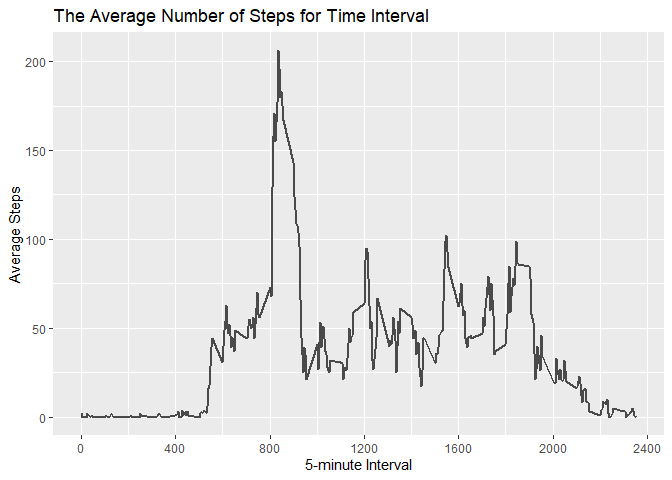 The Average Number of Steps for Time Interval
200
150
100
50
0
Average Steps
0 400 800 1200 1600 2000 2400
5-minute Interval